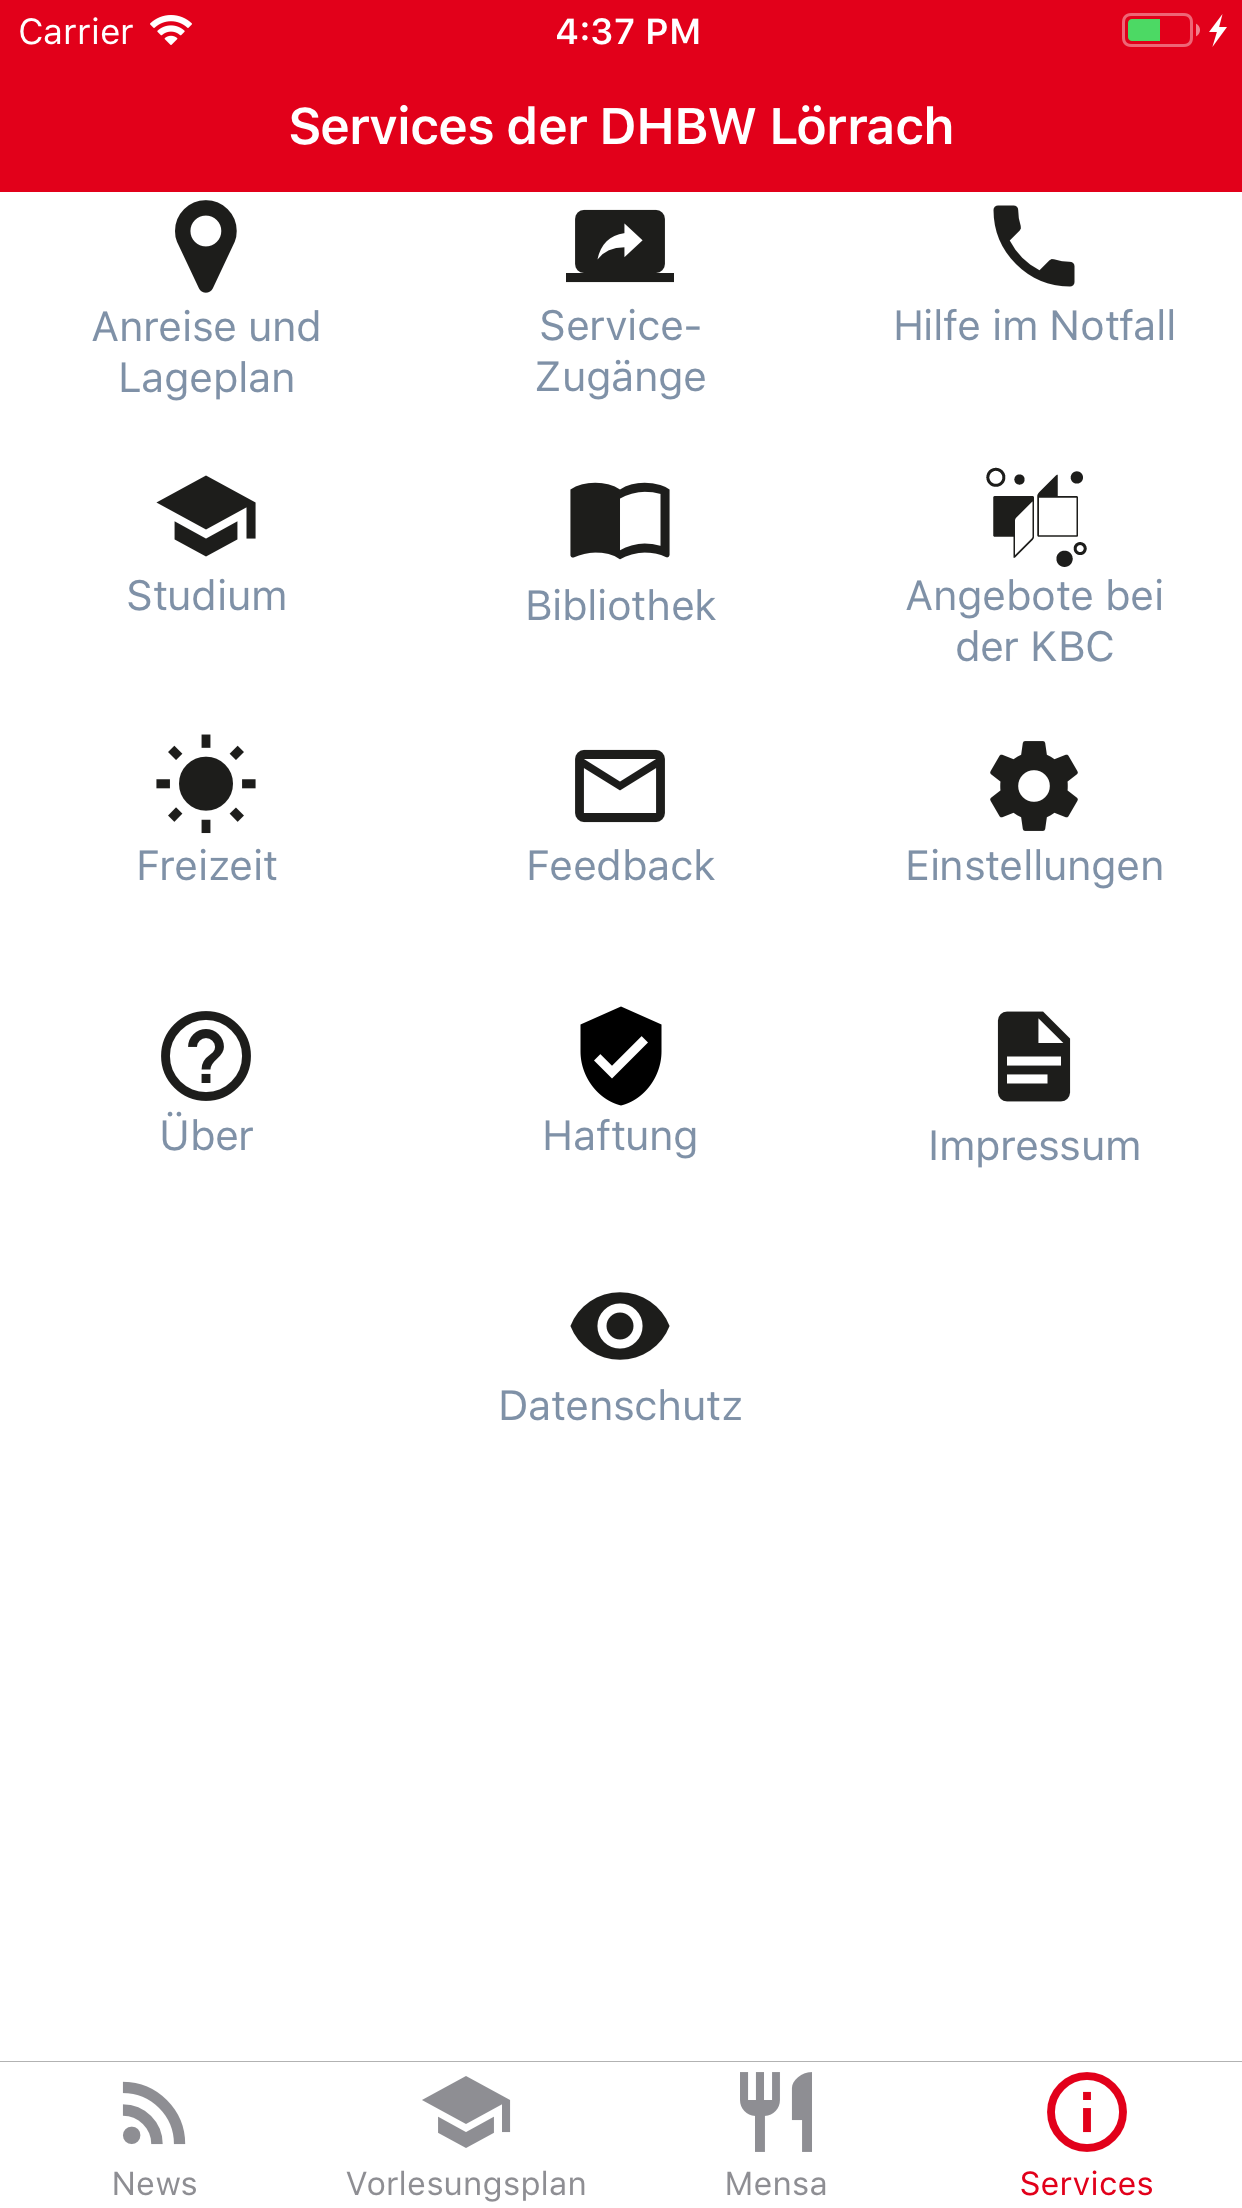 Carrier
4:37 PM
Services der DHBW Lörrach
Anreise und
Lageplan
Service-
Zugänge
Hilfe im Notfall
Studium
Bibliothek
Angebote bei
der KBC
Freizeit
Feedback
Einstellungen
Über
Haftung
Impressum
Datenschutz
News
Vorlesungsplan
Mensa
Services